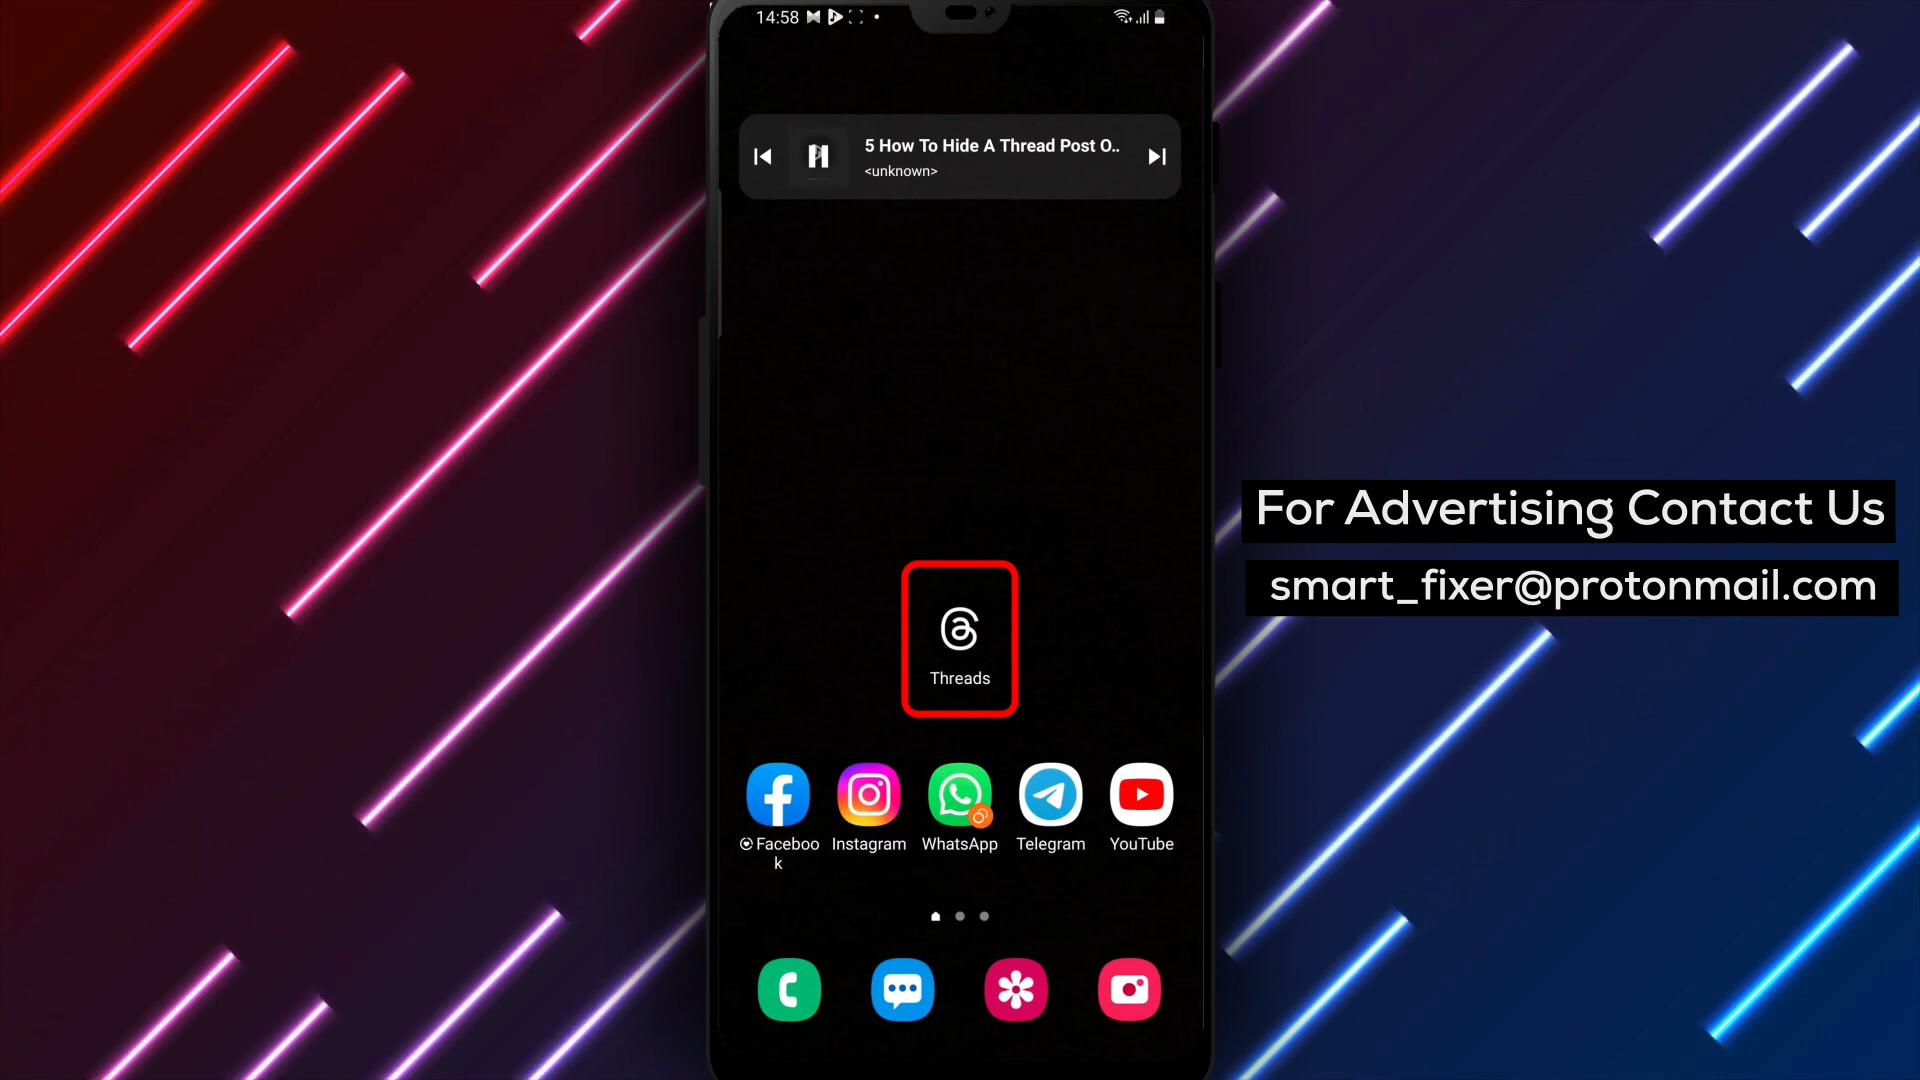 14:58
5 How To Hide A Thread Post O..
<unknown>
For Advertising Contact Us
smart_fixer@protonmail.com
Threads
Faceboo
k
Instagram
WhatsApp
Telegram
YouTube